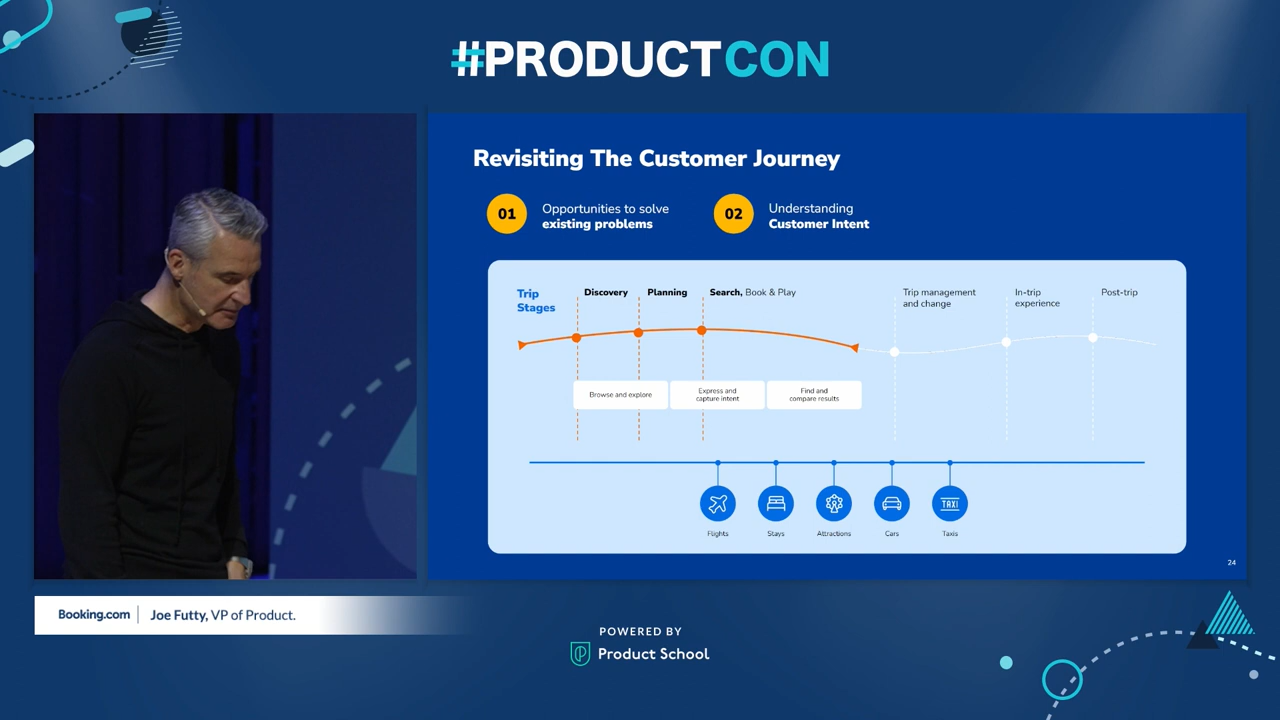 #PRODUCTCON
Revisiting The Customer Journey
01
Opportunities to solve
existing problems
02
Understanding
Customer Intent
Trip
Stages
Discovery
Planning
Search, Book & Play
Trip management
and change
In-trip
experience
Post-trip
Browse and explore
Express and
capture intent
Find and
compare results
TAXI
Flights
Stays
Attractions
Cars
Taxis
24
Booking.com
Joe Futty, VP of Product.
POWERED BY
Product School